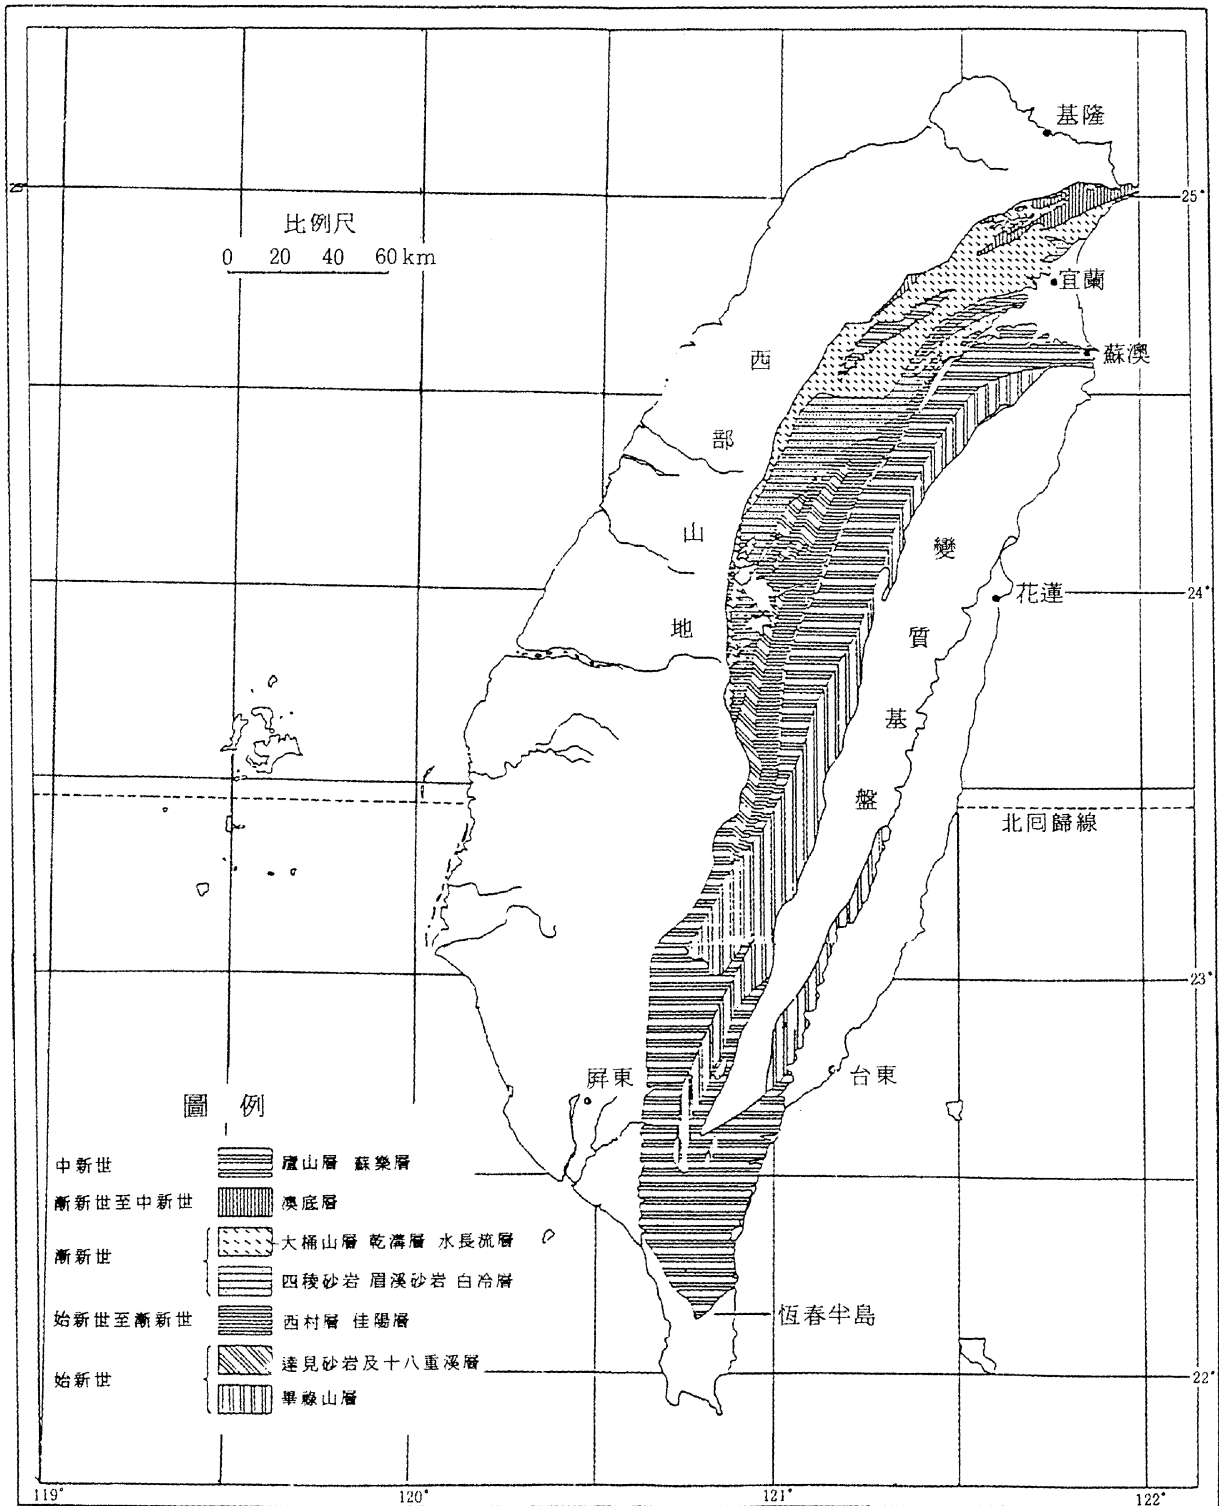 基隆
25°
25°
比例尺
0 20 40 60 km
宜蘭
蘇澳
西
部
山
地
變
質
基
盤
花蓮
24°
北回歸線
23°
屏東
台東
圖例
中新世
廬山層 蘇樂層
漸新世至中新世
澳底層
漸新世
大桶山層 乾溝層 水長流層
四稜砂岩 眉溪砂岩 白冷層
始新世至漸新世
西村層 佳陽層
始新世
達見砂岩及十八重溪層
畢祿山層
恆春半島
22°
119°
120°
121°
122°